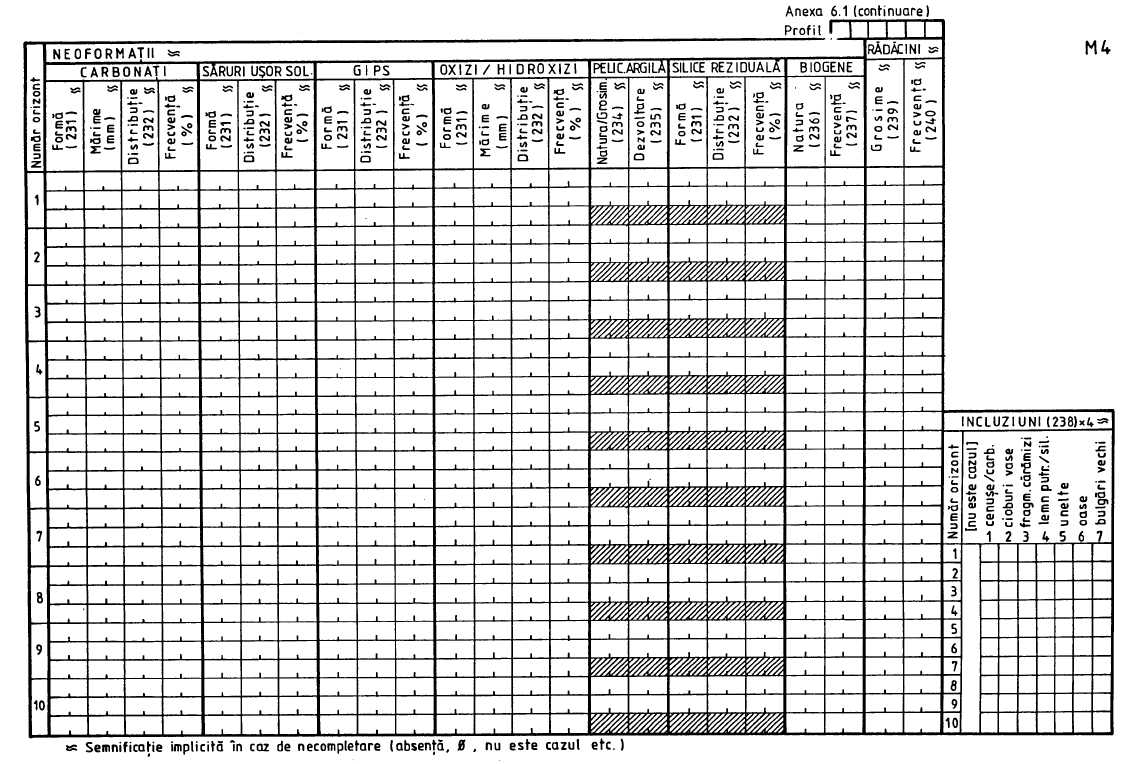 Anexa 6.1 (continuare)
Profil
M4
NEOFORMAȚII ≈
RĂDĂCINI ≈
CARBONAȚI
SĂRURI UȘOR SOL.
GIPS
OXIZI / HIDROXIZI
PELIC.ARGILĂ
SILICE REZIDUALĂ
BIOGENE
Număr orizont
Formă (231) ≈
Mărime (mm) ≈
Distribuție (232) ≈
Frecvență (%) ≈
Formă (231) ≈
Distribuție (232) ≈
Frecvență (%) ≈
Formă (231) ≈
Distribuție (232) ≈
Frecvență (%) ≈
Formă (231) ≈
Mărime (mm) ≈
Distribuție (232) ≈
Frecvență (%) ≈
Natura/Grosim. (234) ≈
Dezvoltare (235) ≈
Formă (231) ≈
Distribuție (232) ≈
Frecvență (%) ≈
Natura (236) ≈
Frecvență (237) ≈
Grosime (239) ≈
Frecvență (240) ≈
1
2
3
4
5
6
7
8
9
10
INCLUZIUNI (238)×4 ≈
Număr orizont
[nu este cazul]
1 cenușe/carb.
2 cioburi vase
3 fragm. cărămizi
4 lemn putr./sil.
5 unelte
6 oase
7 bulgări vechi
1
2
3
4
5
6
7
8
9
10
≈ Semnificație implicită în caz de necompletare (absență, Ø, nu este cazul etc.)